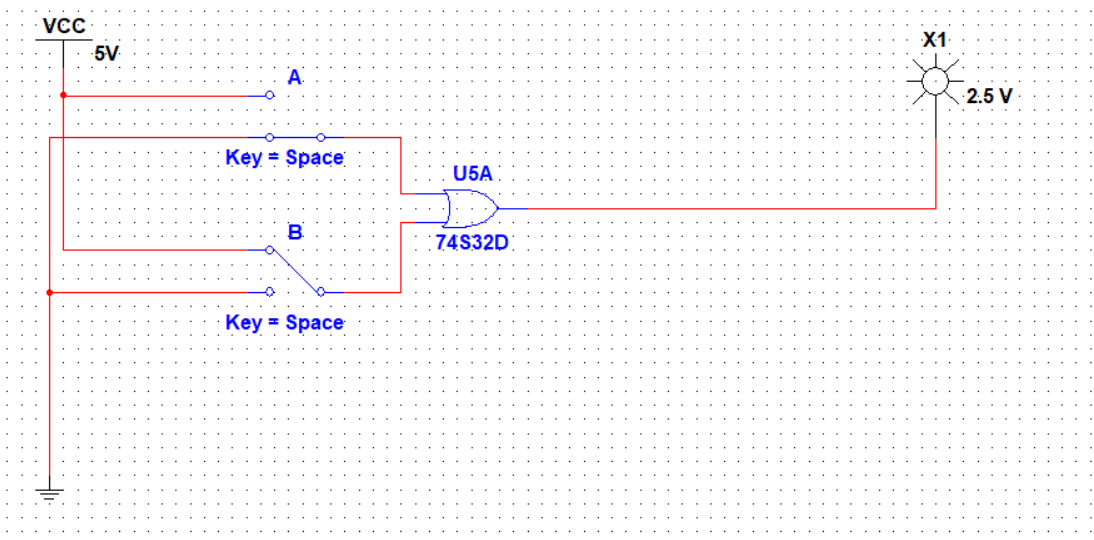 VCC
5V
A
Key = Space
U5A
74S32D
B
Key = Space
X1
2.5 V